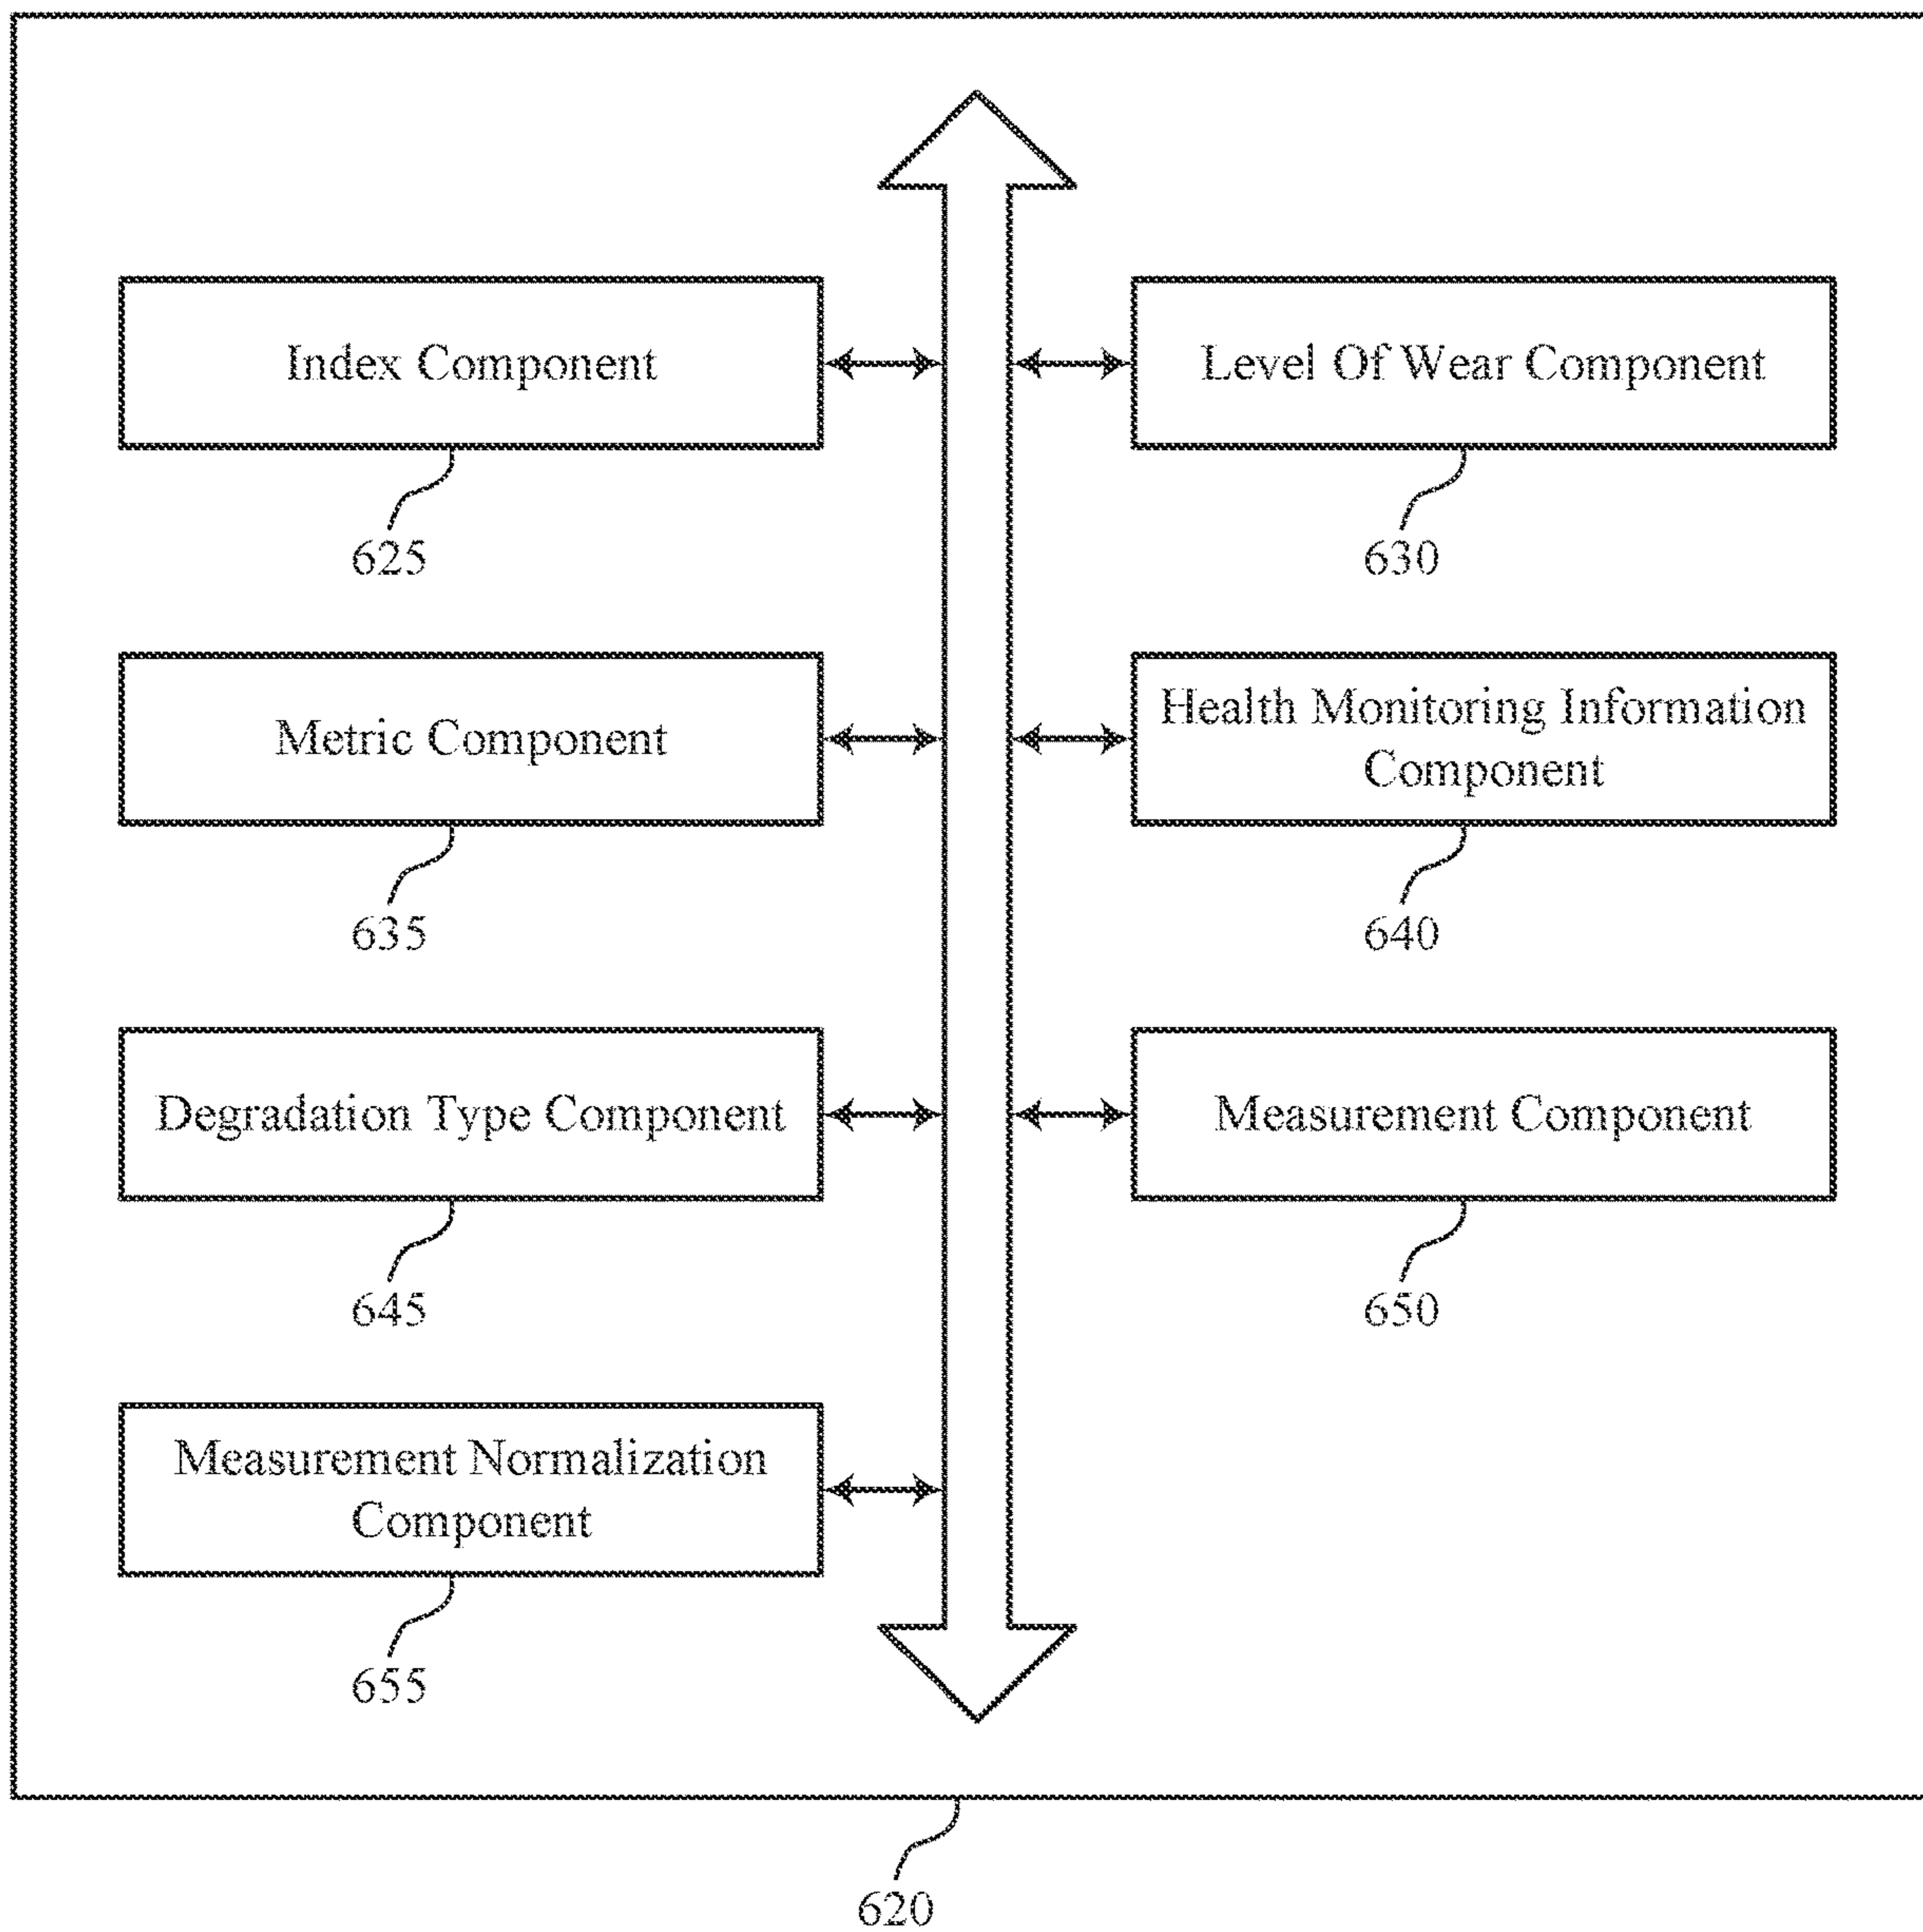 Index Component
625
Level Of Wear Component
630
Metric Component
635
Health Monitoring Information
Component
640
Degradation Type Component
645
Measurement Component
650
Measurement Normalization
Component
655
620